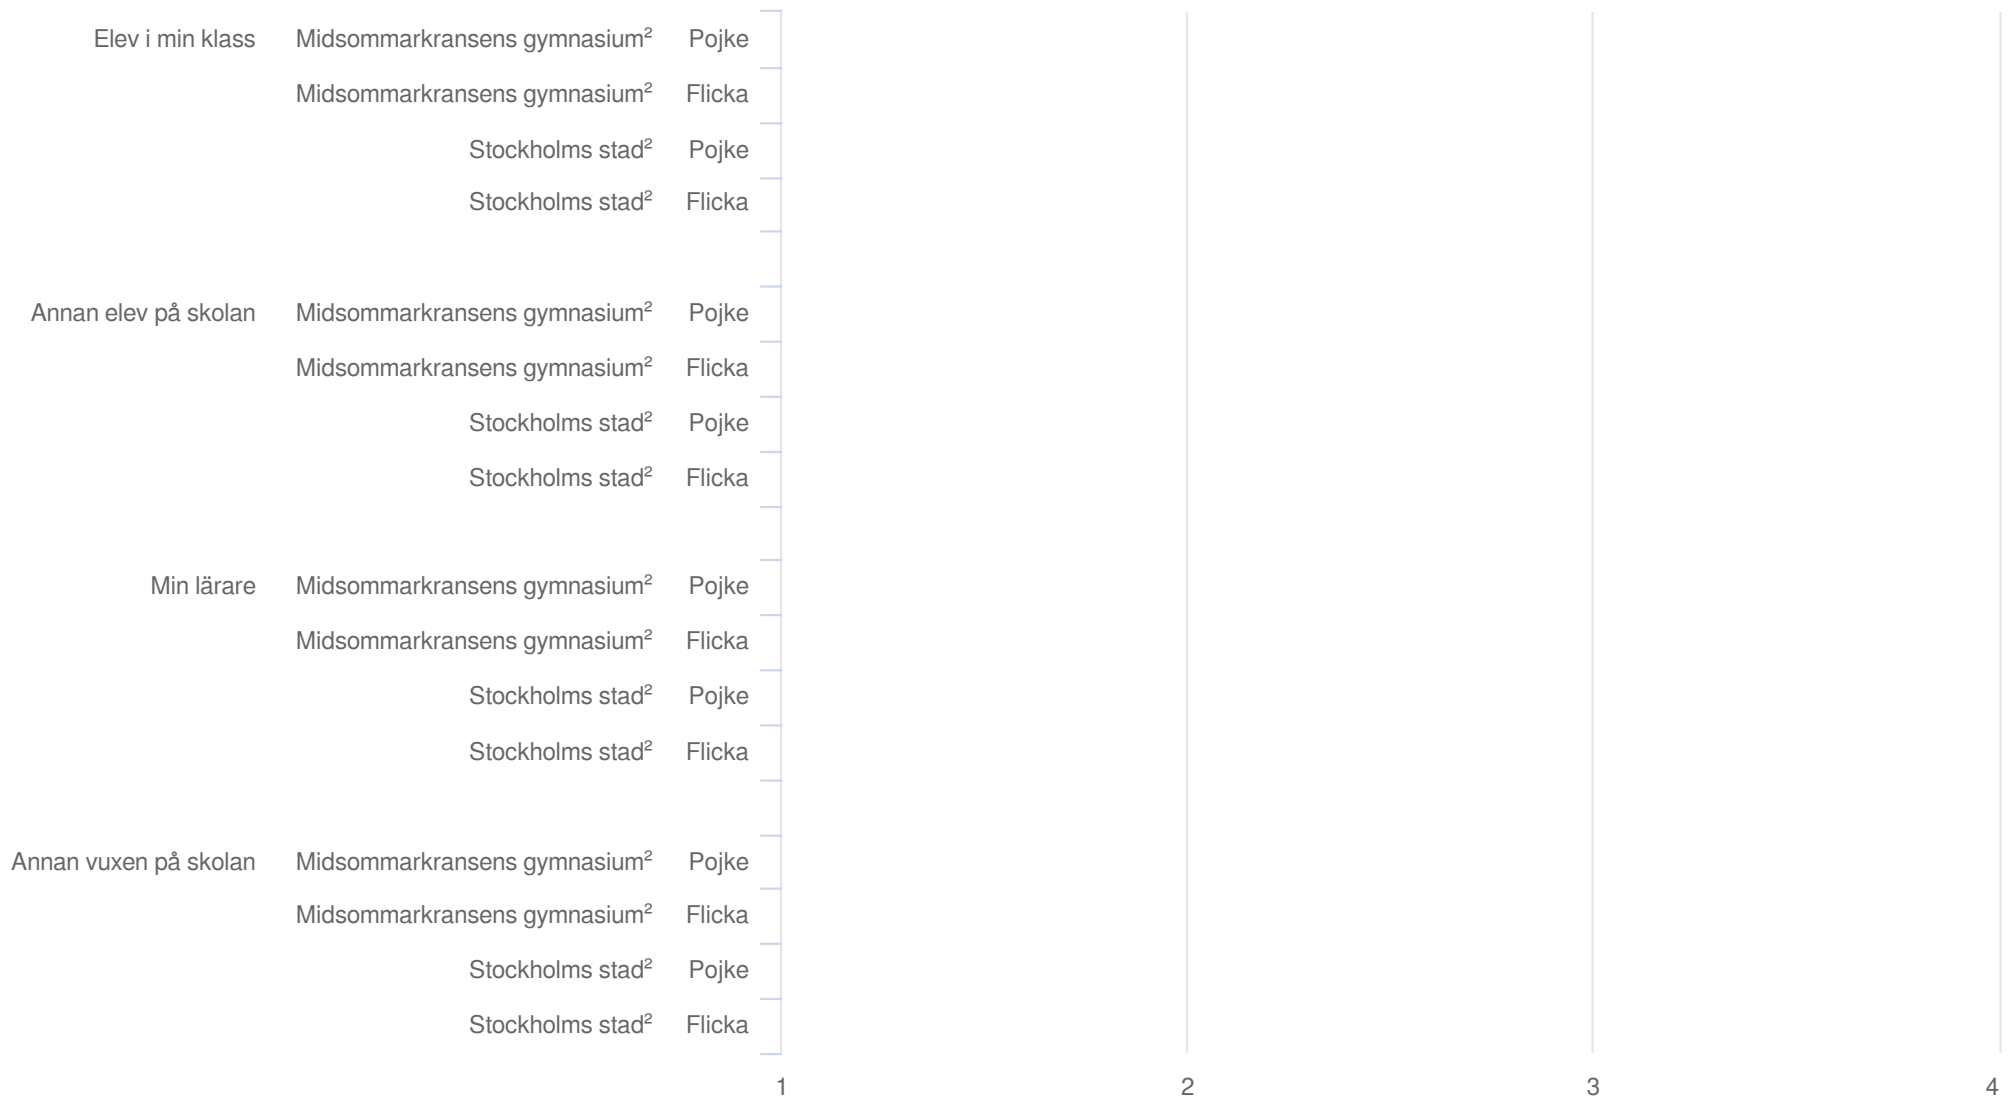 Elev i min klass Midsommarkransens gymnasium² Pojke
Midsommarkransens gymnasium² Flicka
Stockholms stad² Pojke
Stockholms stad² Flicka
Annan elev på skolan Midsommarkransens gymnasium² Pojke
Midsommarkransens gymnasium² Flicka
Stockholms stad² Pojke
Stockholms stad² Flicka
Min lärare Midsommarkransens gymnasium² Pojke
Midsommarkransens gymnasium² Flicka
Stockholms stad² Pojke
Stockholms stad² Flicka
Annan vuxen på skolan Midsommarkransens gymnasium² Pojke
Midsommarkransens gymnasium² Flicka
Stockholms stad² Pojke
Stockholms stad² Flicka
1 2 3 4